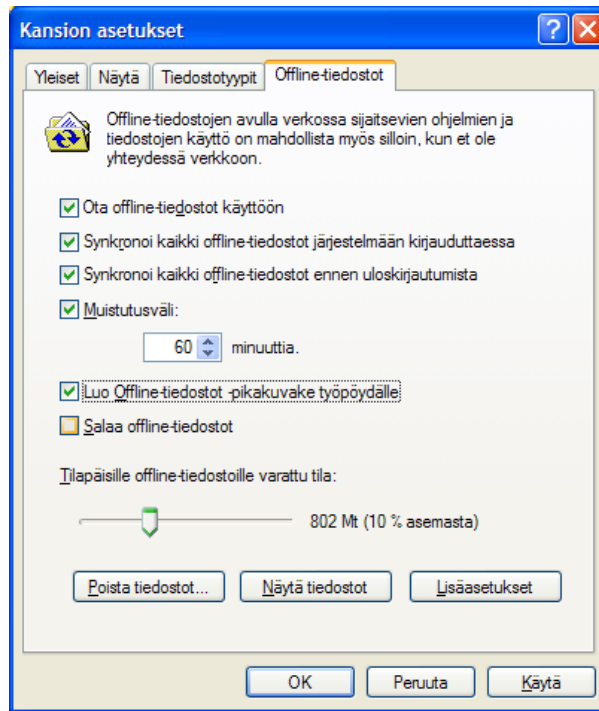 Kansion asetukset
Yleiset Näytä Tiedostotyypit Offline-tiedostot
Offline-tiedostojen avulla verkossa sijaitsevien ohjelmien ja
tiedostojen käyttö on mahdollista myös silloin, kun et ole
yhteydessä verkkoon.
Ota offline-tiedostot käyttöön
Synkronoi kaikki offline-tiedostot järjestelmään kirjauduttaessa
Synkronoi kaikki offline-tiedostot ennen uloskirjautumista
Muistutusväli:
60 minuuttia.
Luo Offline-tiedostot -pikakuvake työpöydälle
Salaa offline-tiedostot
Tilapäisille offline-tiedostoille varattu tila:
802 Mt (10 % asemasta)
Poista tiedostot... Näytä tiedostot Lisäasetukset
OK Peruuta Käytä